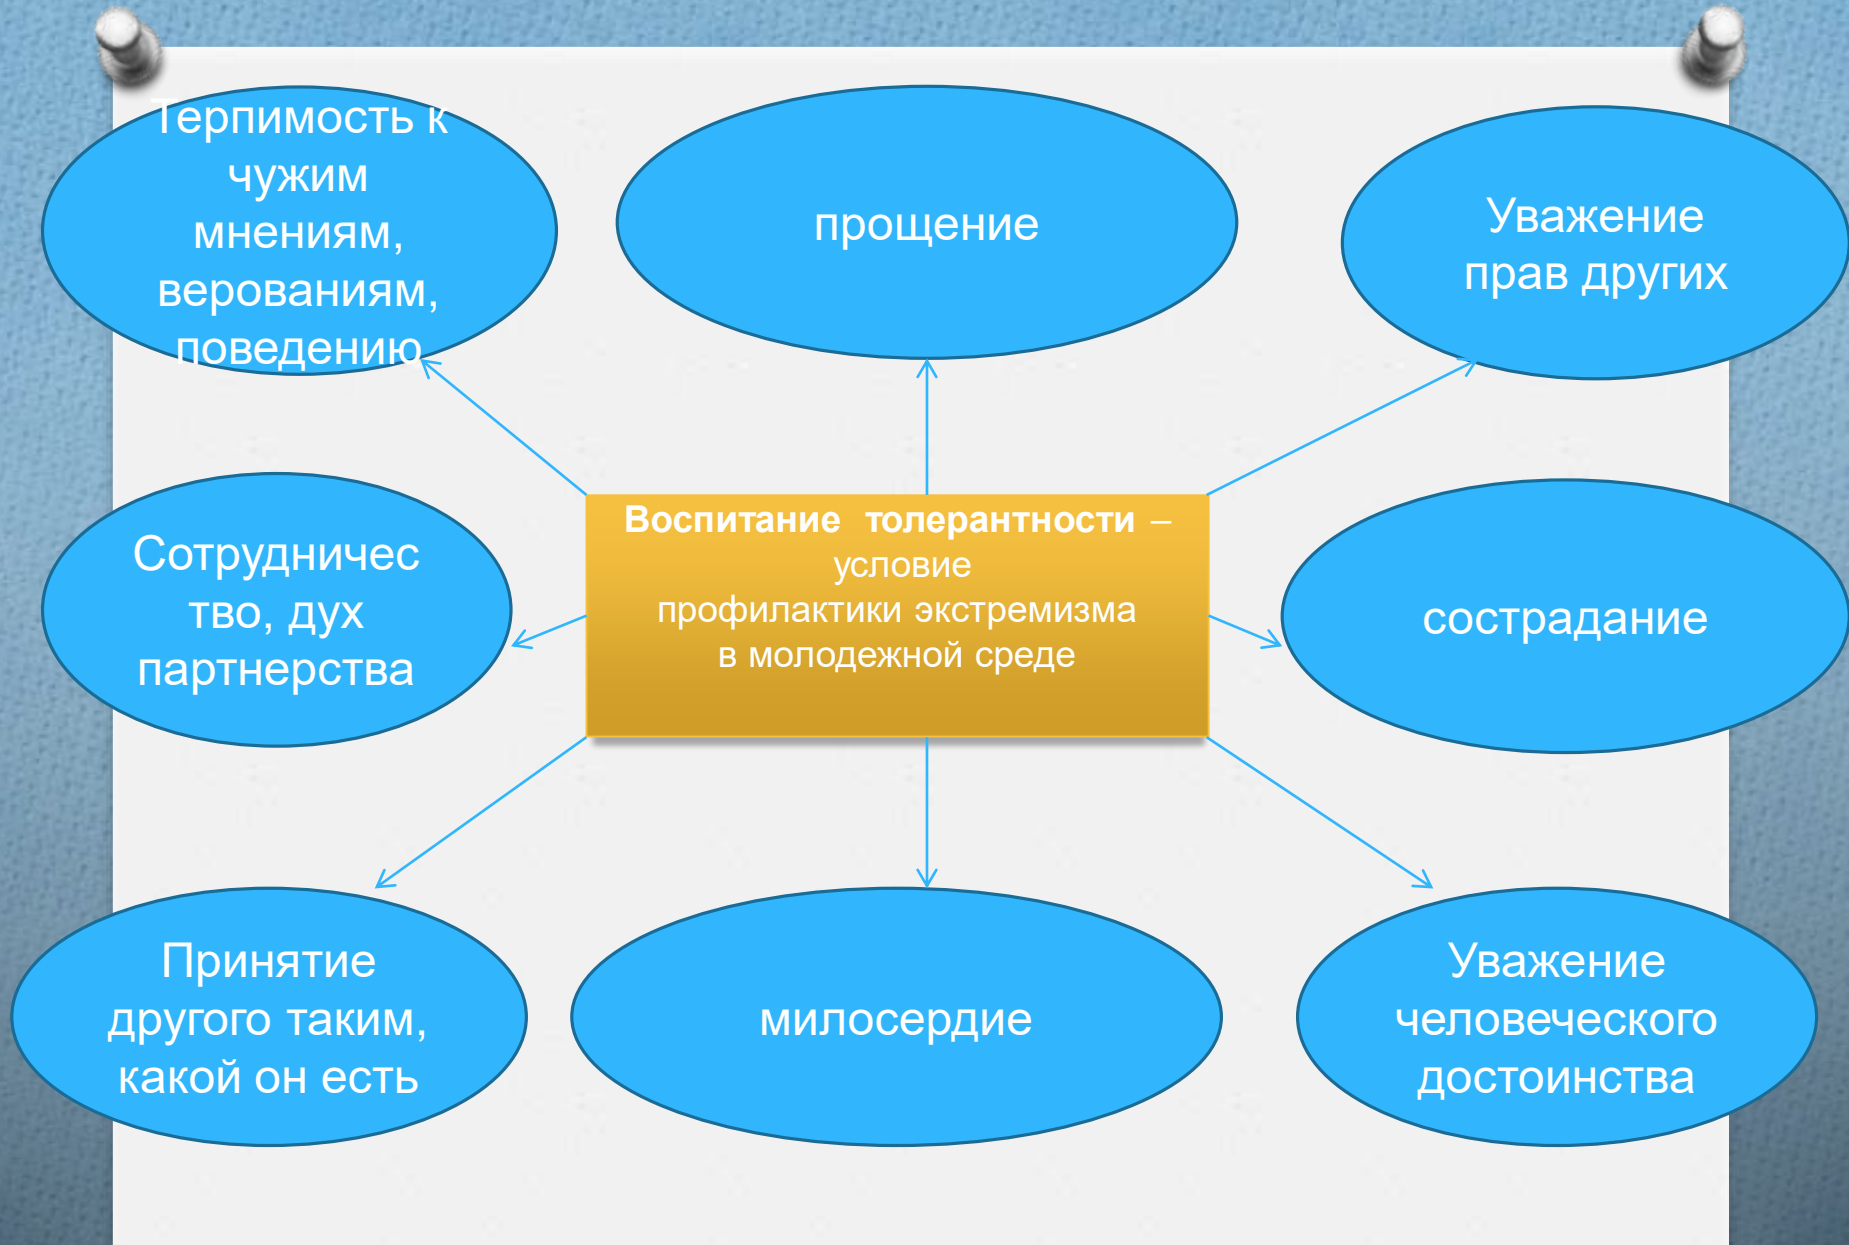 Терпимость к
чужим
мнениям,
верованиям,
поведению
прощение
Уважение
прав других
Сотрудничес
тво, дух
партнерства
Воспитание толерантности –
условие
профилактики экстремизма
в молодежной среде
сострадание
Принятие
другого таким,
какой он есть
милосердие
Уважение
человеческого
достоинства